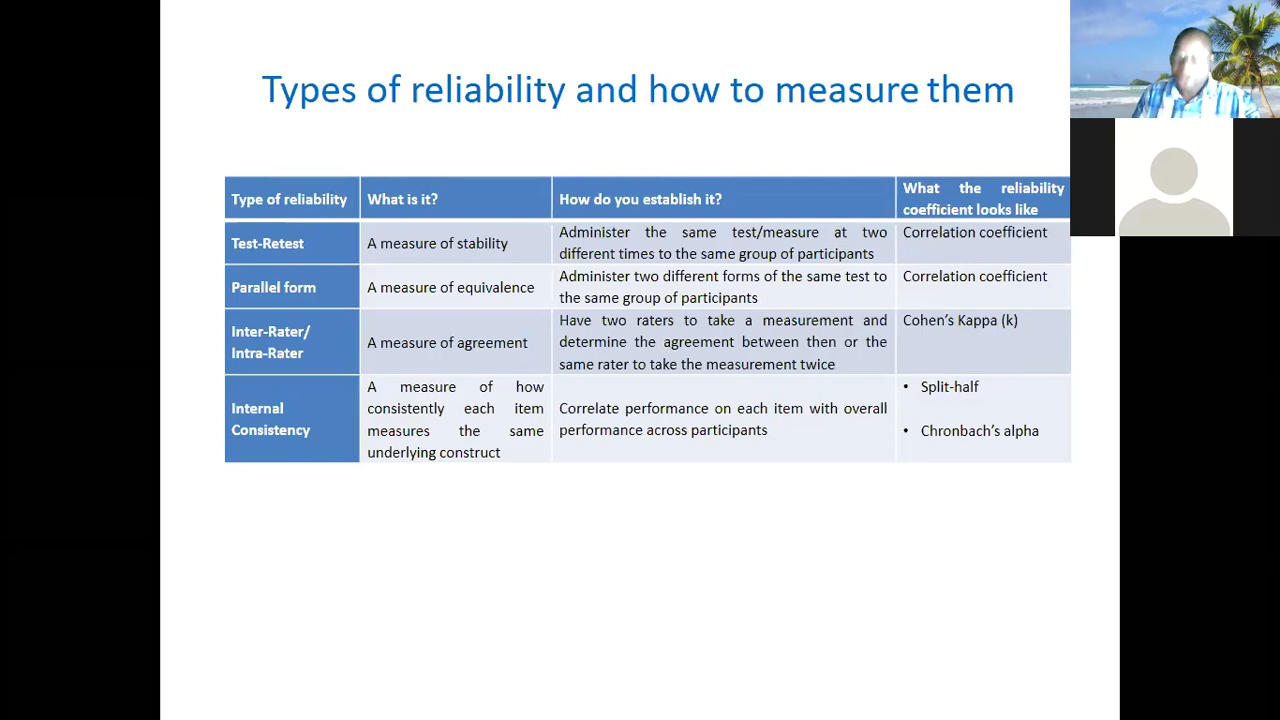 Types of reliability and how to measure them
Type of reliability
What is it?
How do you establish it?
What the reliability
coefficient looks like
Test-Retest
A measure of stability
Administer the same test/measure at two
different times to the same group of participants
Correlation coefficient
Parallel form
A measure of equivalence
Administer two different forms of the same test to
the same group of participants
Correlation coefficient
Inter-Rater/
Intra-Rater
A measure of agreement
Have two raters to take a measurement and
determine the agreement between then or the
same rater to take the measurement twice
Cohen's Kappa (k)
Internal
Consistency
A measure of how
consistently each item
measures the same
underlying construct
Correlate performance on each item with overall
performance across participants
• Split-half
• Chronbach's alpha